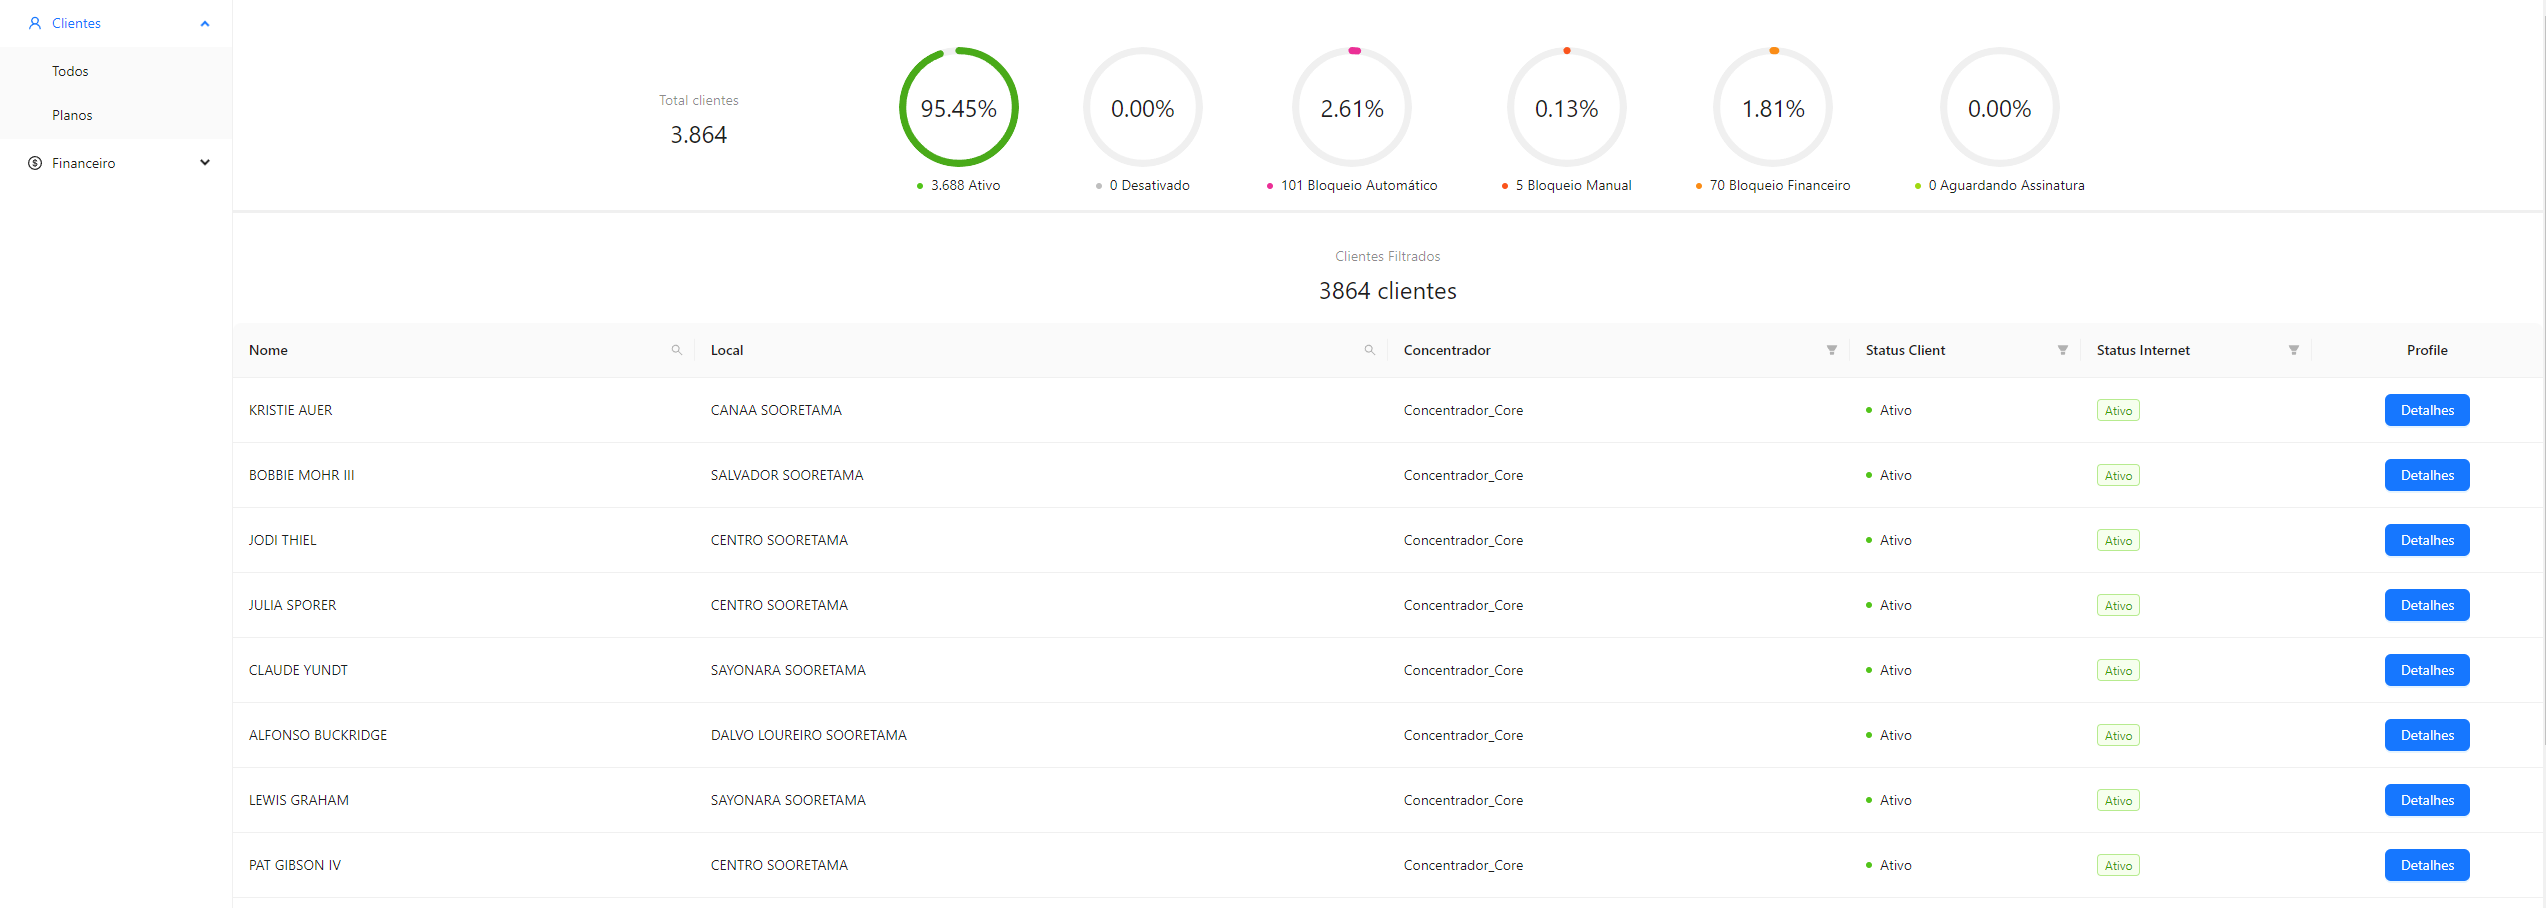 Clientes
Todos
Planos
Financeiro
Total clientes
3.864
95.45%
3.688 Ativo
0.00%
0 Desativado
2.61%
101 Bloqueio Automático
0.13%
5 Bloqueio Manual
1.81%
70 Bloqueio Financeiro
0.00%
0 Aguardando Assinatura
Clientes Filtrados
3864 clientes
Nome Local Concentrador Status Client Status Internet Profile
KRISTIE AUER CANAA SOORETAMA Concentrador_Core Ativo Ativo Detalhes
BOBBIE MOHR III SALVADOR SOORETAMA Concentrador_Core Ativo Ativo Detalhes
JODI THIEL CENTRO SOORETAMA Concentrador_Core Ativo Ativo Detalhes
JULIA SPORER CENTRO SOORETAMA Concentrador_Core Ativo Ativo Detalhes
CLAUDE YUNDT SAYONARA SOORETAMA Concentrador_Core Ativo Ativo Detalhes
ALFONSO BUCKRIDGE DALVO LOUREIRO SOORETAMA Concentrador_Core Ativo Ativo Detalhes
LEWIS GRAHAM SAYONARA SOORETAMA Concentrador_Core Ativo Ativo Detalhes
PAT GIBSON IV CENTRO SOORETAMA Concentrador_Core Ativo Ativo Detalhes